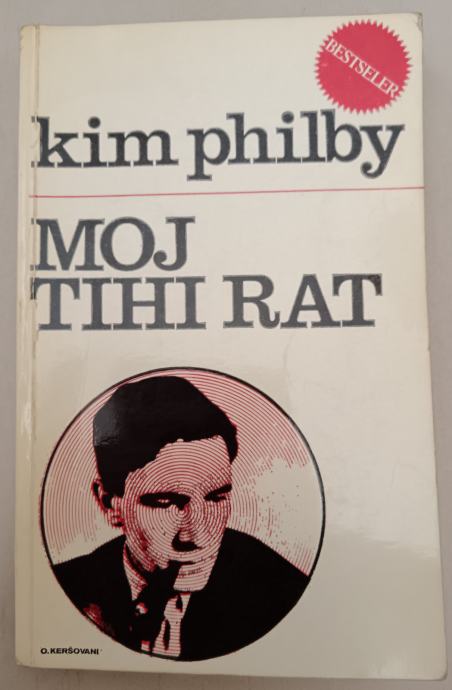 BESTSELER
kim philby
MOJ
TIHI RAT
O. KERŠOVANI